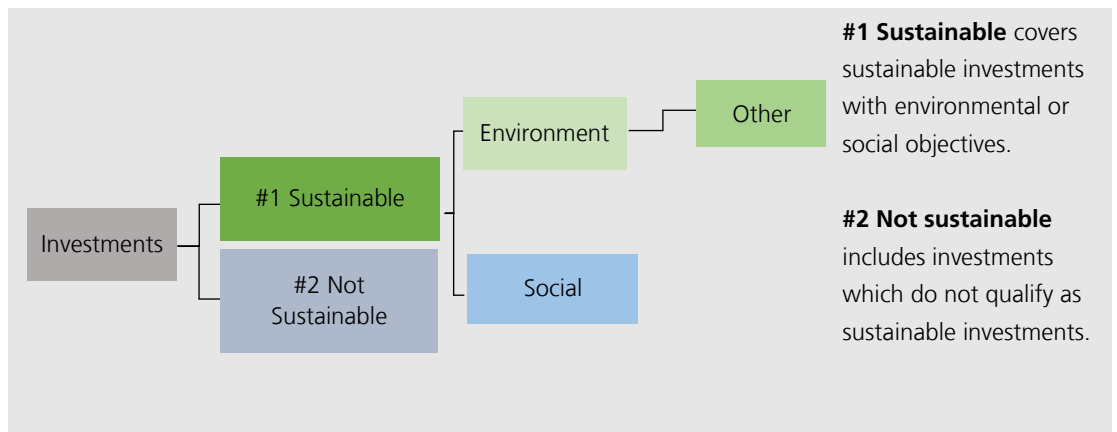 Investments
#1 Sustainable
#2 Not
Sustainable
Environment
Social
Other
#1 Sustainable covers
sustainable investments
with environmental or
social objectives.
#2 Not sustainable
includes investments
which do not qualify as
sustainable investments.